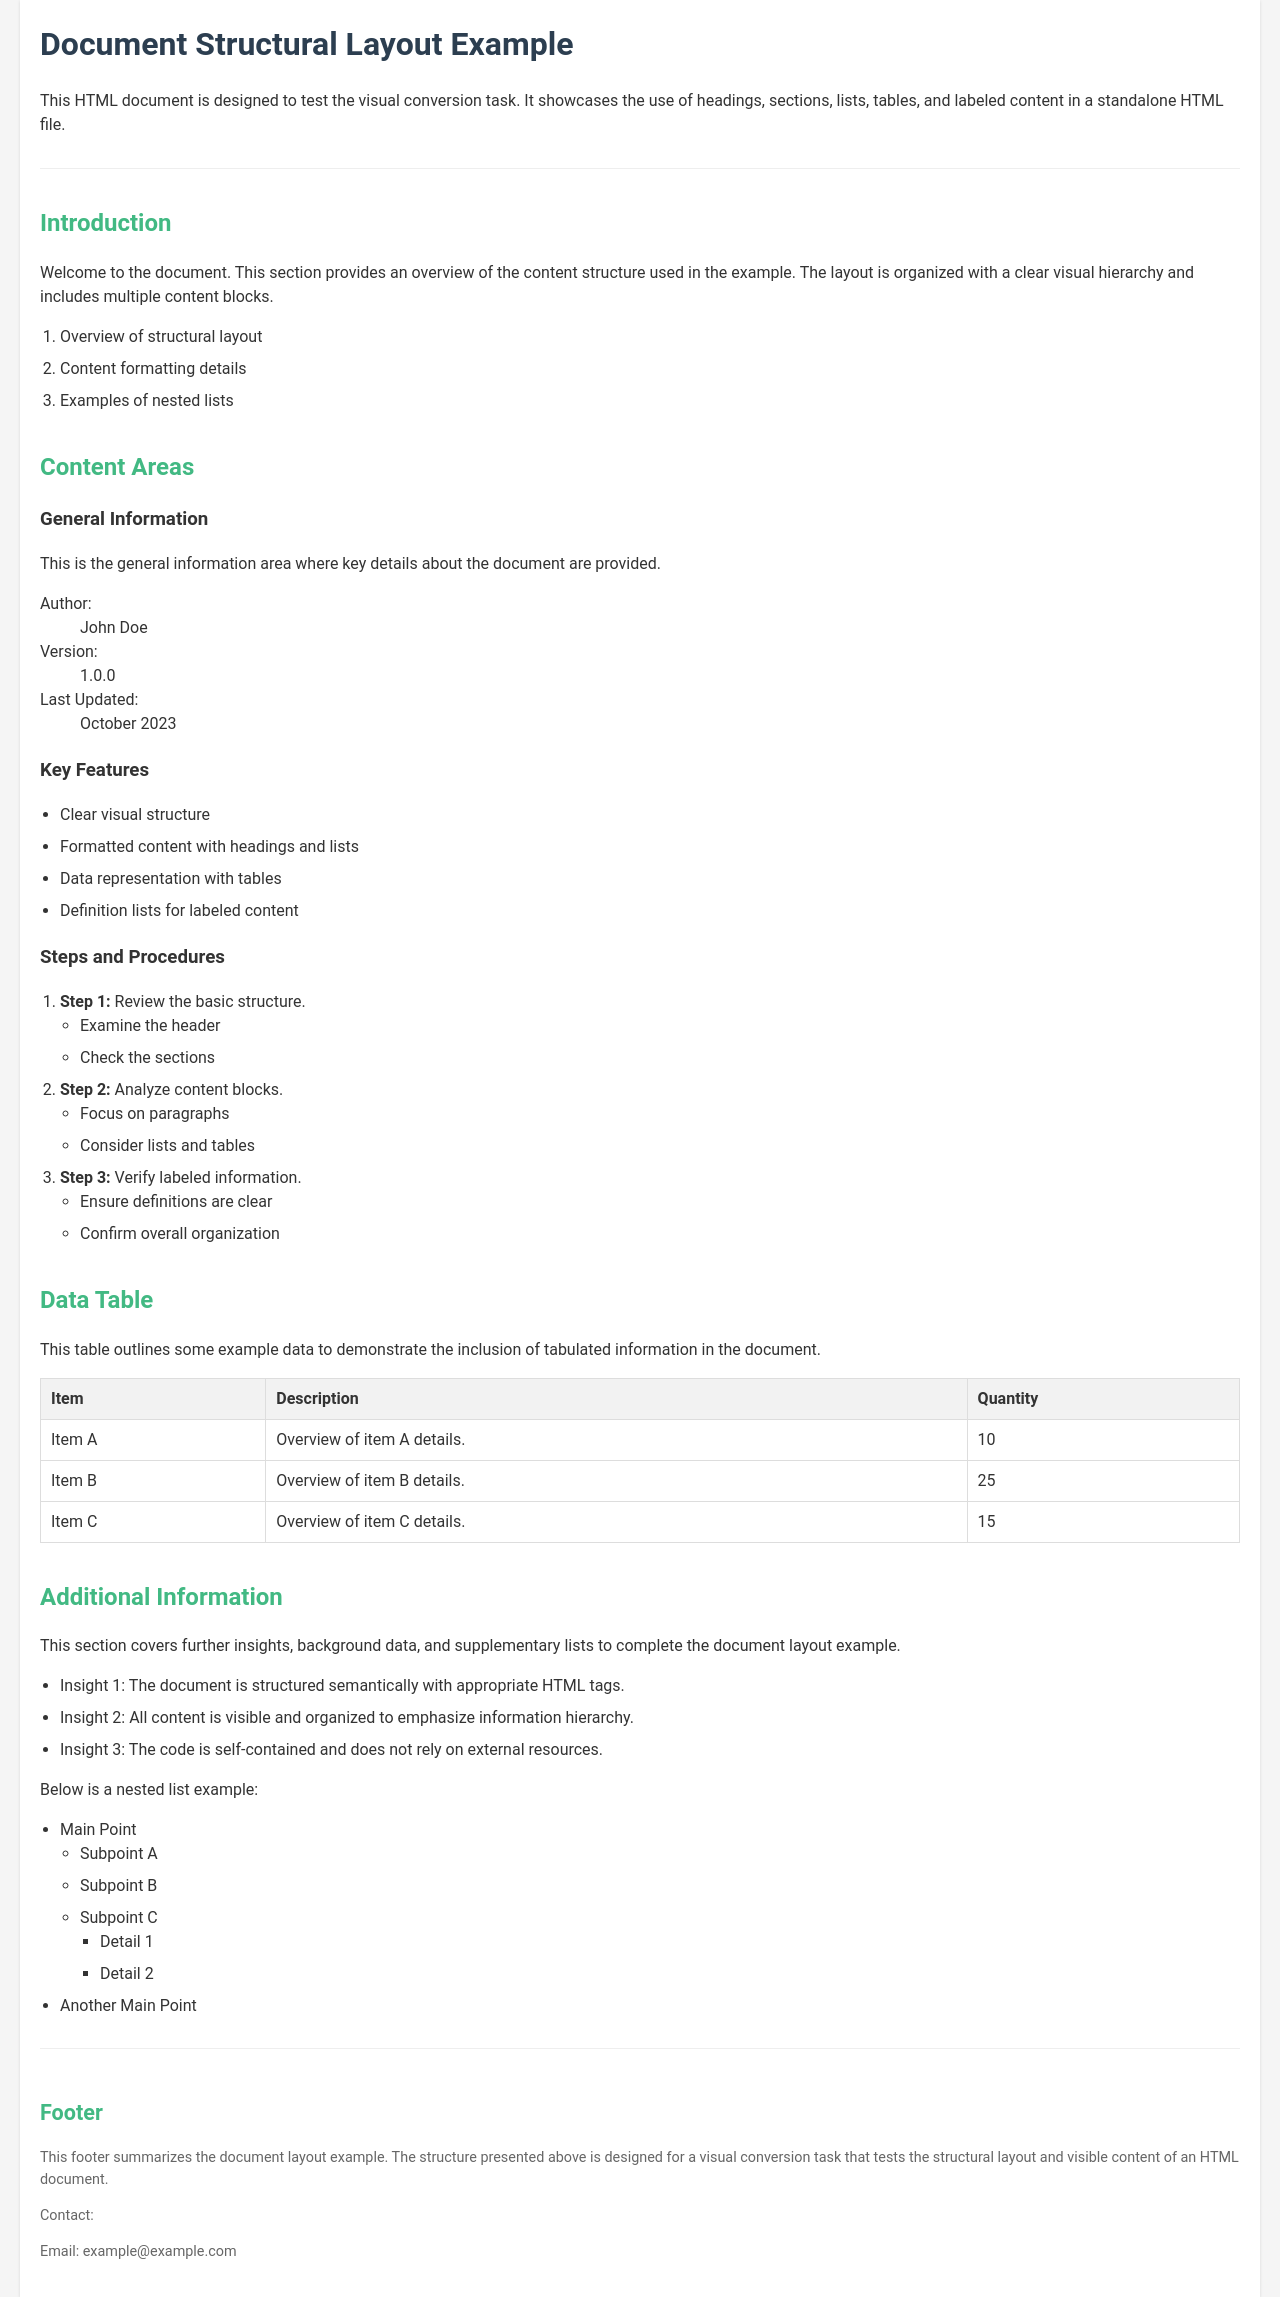 Document Structural Layout Example
This HTML document is designed to test the visual conversion task. It showcases the use of headings, sections, lists, tables, and labeled content in a standalone HTML
file.
Introduction
Welcome to the document. This section provides an overview of the content structure used in the example. The layout is organized with a clear visual hierarchy and
includes multiple content blocks.
1. Overview of structural layout
2. Content formatting details
3. Examples of nested lists
Content Areas
General Information
This is the general information area where key details about the document are provided.
Author:
John Doe
Version:
1.0.0
Last Updated:
October 2023
Key Features
• Clear visual structure
• Formatted content with headings and lists
• Data representation with tables
• Definition lists for labeled content
Steps and Procedures
1. Step 1: Review the basic structure.
◦ Examine the header
◦ Check the sections
2. Step 2: Analyze content blocks.
◦ Focus on paragraphs
◦ Consider lists and tables
3. Step 3: Verify labeled information.
◦ Ensure definitions are clear
◦ Confirm overall organization
Data Table
This table outlines some example data to demonstrate the inclusion of tabulated information in the document.
Item Description Quantity
Item A Overview of item A details. 10
Item B Overview of item B details. 25
Item C Overview of item C details. 15
Additional Information
This section covers further insights, background data, and supplementary lists to complete the document layout example.
• Insight 1: The document is structured semantically with appropriate HTML tags.
• Insight 2: All content is visible and organized to emphasize information hierarchy.
• Insight 3: The code is self-contained and does not rely on external resources.
Below is a nested list example:
• Main Point
◦ Subpoint A
◦ Subpoint B
◦ Subpoint C
▪ Detail 1
▪ Detail 2
• Another Main Point
Footer
This footer summarizes the document layout example. The structure presented above is designed for a visual conversion task that tests the structural layout and visible content of an HTML
document.
Contact:
Email: example@example.com